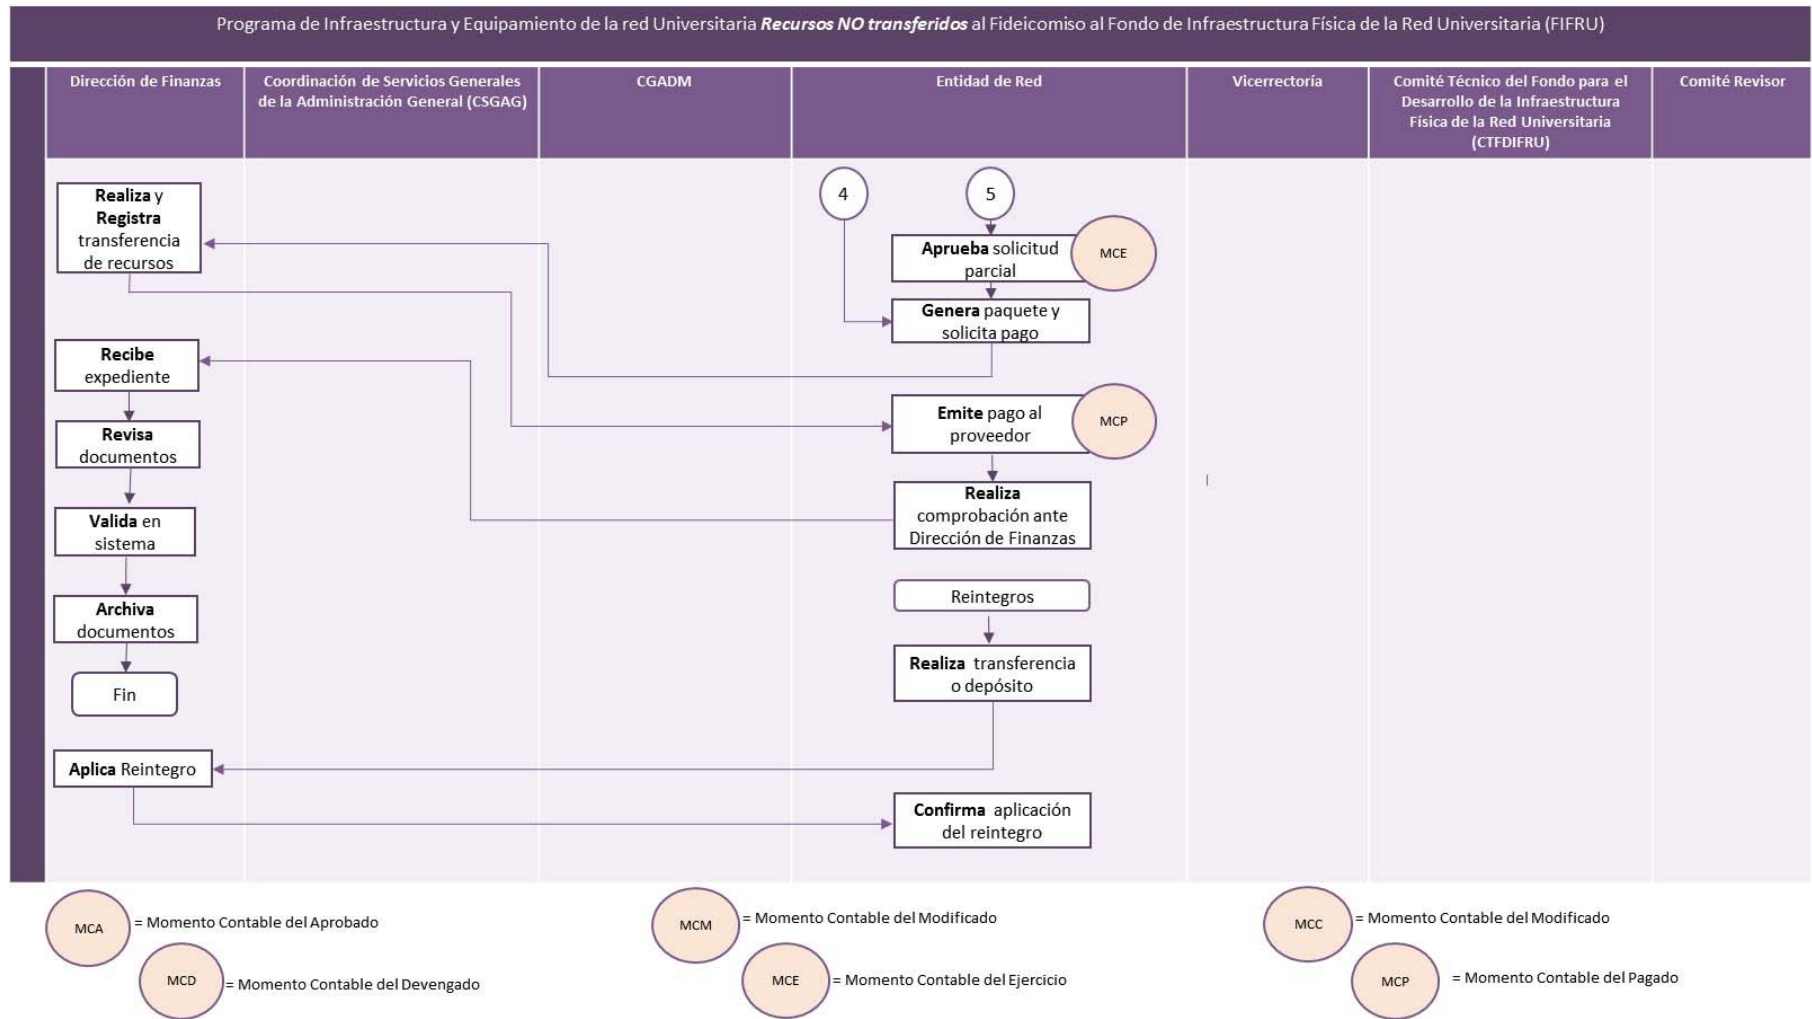 Programa de Infraestructura y Equipamiento de la red Universitaria Recursos NO transferidos al Fideicomiso al Fondo de Infraestructura Física de la Red Universitaria (FIFRU)
Dirección de Finanzas
Coordinación de Servicios Generales
de la Administración General (CSGAG)
CGADM
Entidad de Red
Vicerrectoría
Comité Técnico del Fondo para el
Desarrollo de la Infraestructura
Física de la Red Universitaria
(CTFDIFRU)
Comité Revisor
4
5
Realiza y
Registra
transferencia
de recursos
Aprueba solicitud
parcial
MCE
Genera paquete y
solicita pago
Recibe
expediente
Emite pago al
proveedor
MCP
Revisa
documentos
Realiza
comprobación ante
Dirección de Finanzas
Valida en
sistema
Reintegros
Archiva
documentos
Realiza transferencia
o depósito
Fin
Aplica Reintegro
Confirma aplicación
del reintegro
MCA = Momento Contable del Aprobado
MCM = Momento Contable del Modificado
MCC = Momento Contable del Modificado
MCD = Momento Contable del Devengado
MCE = Momento Contable del Ejercicio
MCP = Momento Contable del Pagado